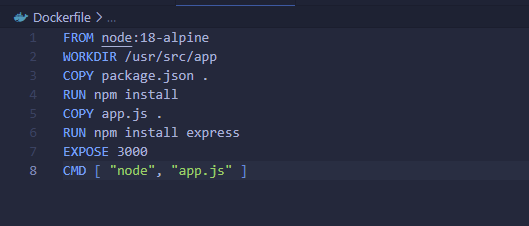 Dockerfile > ...
1 FROM node:18-alpine
2 WORKDIR /usr/src/app
3 COPY package.json .
4 RUN npm install
5 COPY app.js .
6 RUN npm install express
7 EXPOSE 3000
8 CMD [ "node", "app.js" ]